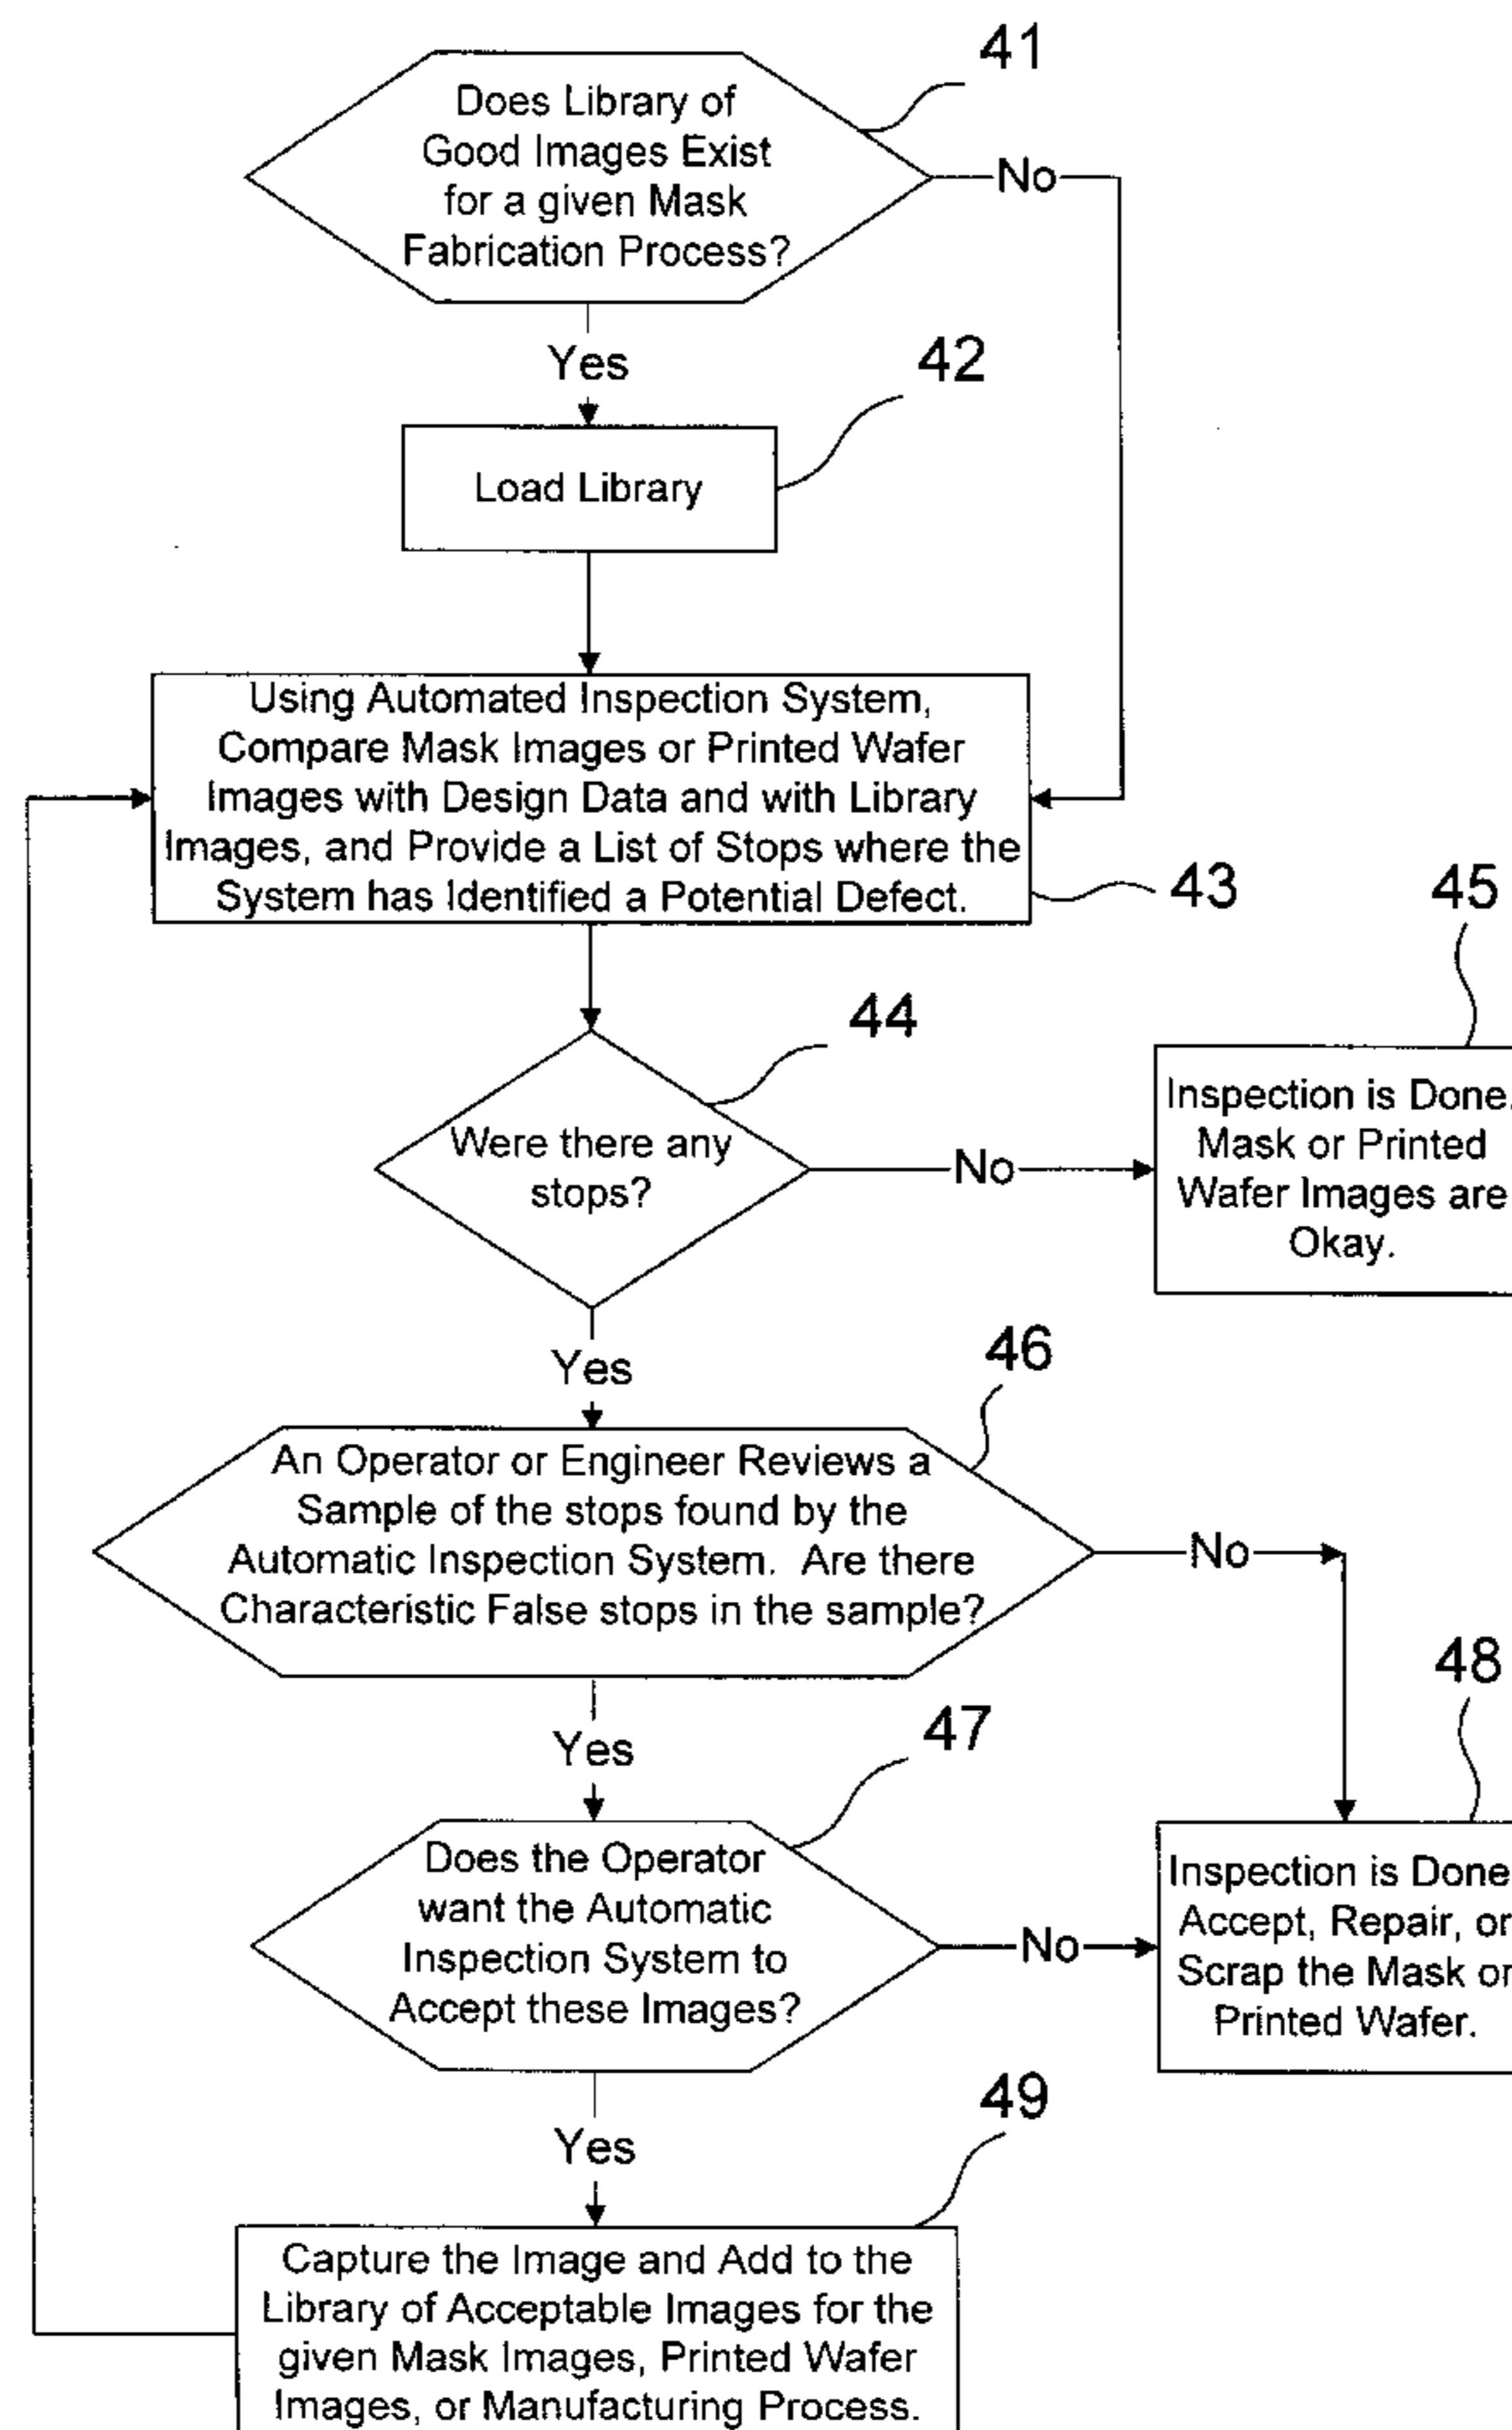 41
Does Library of
Good Images Exist
for a given Mask
Fabrication Process?
No
Yes
42
Load Library
Using Automated Inspection System,
Compare Mask Images or Printed Wafer
Images with Design Data and with Library
Images, and Provide a List of Stops where the
System has Identified a Potential Defect.
43
45
44
Were there any
stops?
No
Inspection is Done.
Mask or Printed
Wafer Images are
Okay.
Yes
46
An Operator or Engineer Reviews a
Sample of the stops found by the
Automatic Inspection System. Are there
Characteristic False stops in the sample?
No
48
Yes
47
Does the Operator
want the Automatic
Inspection System to
Accept these Images?
No
Inspection is Done
Accept, Repair, or
Scrap the Mask or
Printed Wafer.
Yes
49
Capture the Image and Add to the
Library of Acceptable Images for the
given Mask Images, Printed Wafer
Images, or Manufacturing Process.